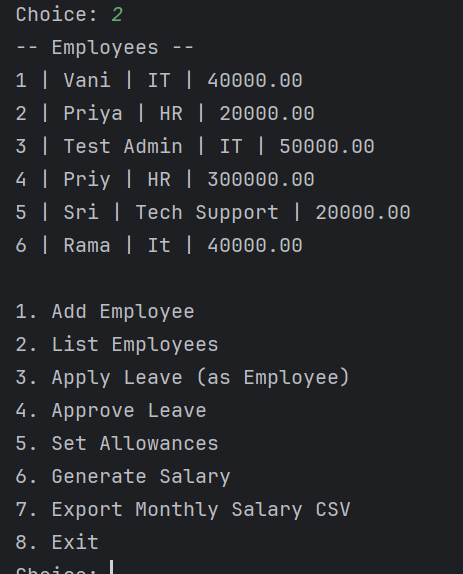 Choice: 2
-- Employees --
1 | Vani | IT | 40000.00
2 | Priya | HR | 20000.00
3 | Test Admin | IT | 50000.00
4 | Priy | HR | 300000.00
5 | Sri | Tech Support | 20000.00
6 | Rama | It | 40000.00
1. Add Employee
2. List Employees
3. Apply Leave (as Employee)
4. Approve Leave
5. Set Allowances
6. Generate Salary
7. Export Monthly Salary CSV
8. Exit
Choice: